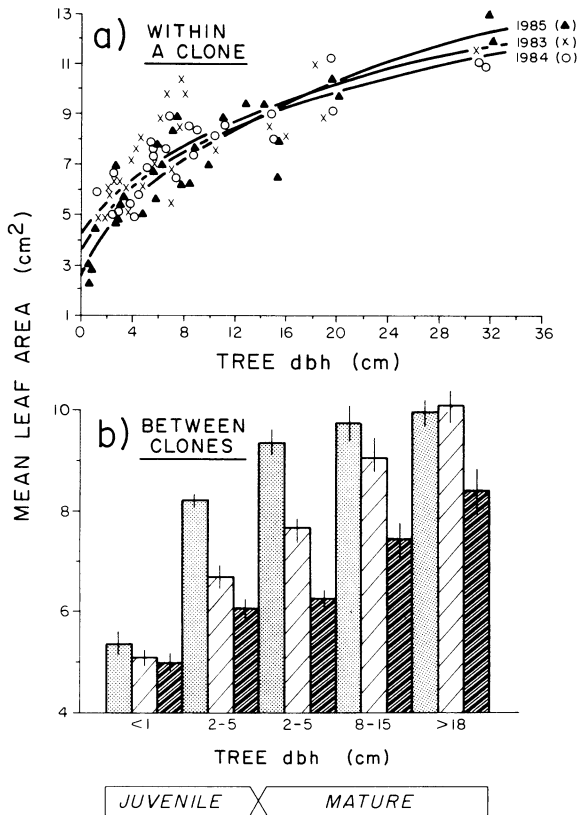 a) WITHIN
A CLONE
1985 (▲)
1983 (x)
1984 (○)
13
11
9
7
5
3
1
0 4 8 12 16 20 24 28 32 36
TREE dbh (cm)
MEAN LEAF AREA (cm²)
b) BETWEEN
CLONES
10
8
6
4
<1 2-5 2-5 8-15 >18
TREE dbh (cm)
JUVENILE MATURE